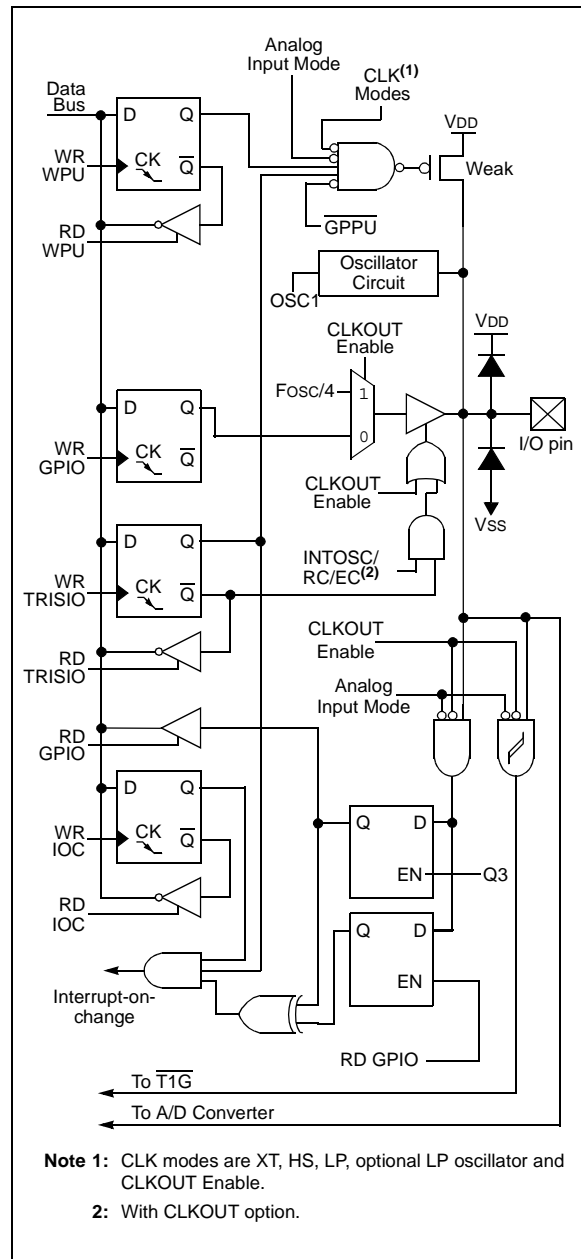 Analog
Input Mode
CLK(1)
Modes
Data
Bus
D Q
VDD
WR
WPU
CK
Q
Weak
RD
WPU
GPPU
Oscillator
Circuit
OSC1
CLKOUT
Enable
VDD
FOSC/4
1
D Q
0
I/O pin
WR
GPIO
CK
Q
CLKOUT
Enable
VSS
D Q
INTOSC/
RC/EC(2)
WR
TRISIO
CK
Q
CLKOUT
Enable
RD
TRISIO
Analog
Input Mode
RD
GPIO
D Q
Q D
WR
IOC
CK
Q
EN
Q3
RD
IOC
Q D
EN
Interrupt-on-
change
RD GPIO
To T1G
To A/D Converter
Note 1: CLK modes are XT, HS, LP, optional LP oscillator and
CLKOUT Enable.
2: With CLKOUT option.